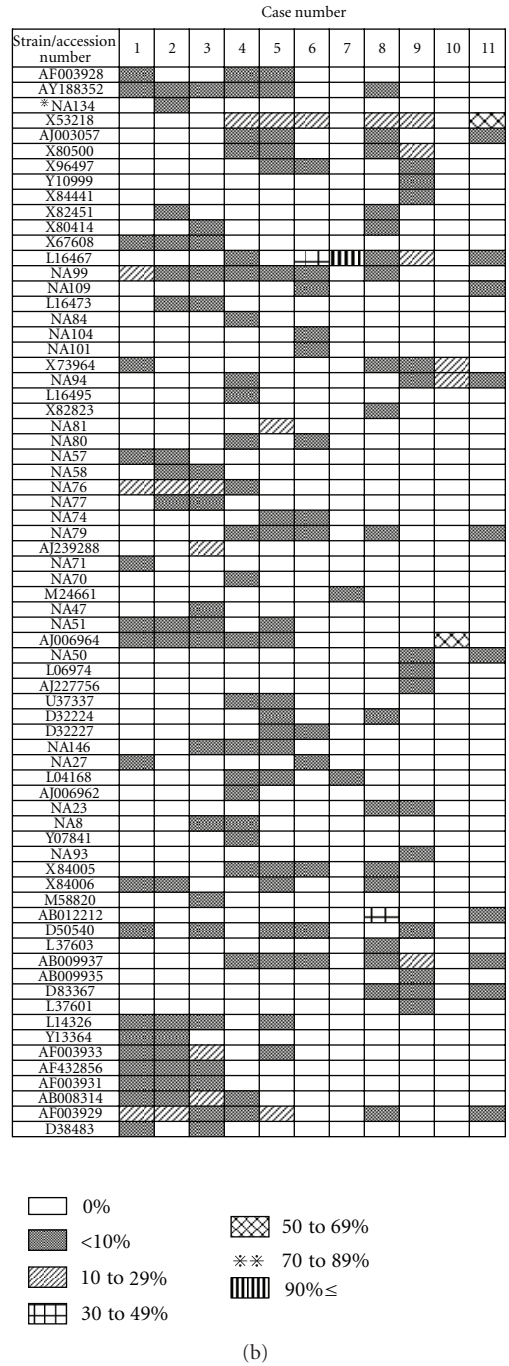 Case number
Strain/accession number 1 2 3 4 5 6 7 8 9 10 11
AF003928
AY188352
*NA134
X53218
AJ003057
X80500
X96497
Y10999
X84441
X82451
X80414
X67608
L16467
NA99
NA109
L16473
NA84
NA104
NA101
X73964
NA94
L16495
X82823
NA81
NA80
NA57
NA58
NA76
NA77
NA74
NA79
AJ239288
NA71
NA70
M24661
NA47
NA51
AJ006964
NA50
L06974
AJ227756
U37337
D32224
D32227
NA146
NA27
L04168
AJ006962
NA23
NA8
Y07841
NA93
X84005
X84006
M58820
AB012212
D50540
L37603
AB009937
AB009935
D83367
L37601
L14326
Y13364
AF003933
AF432856
AF003931
AB008314
AF003929
D38483
0%
<10%
10 to 29%
30 to 49%
50 to 69%
** 70 to 89%
90%≤
(b)